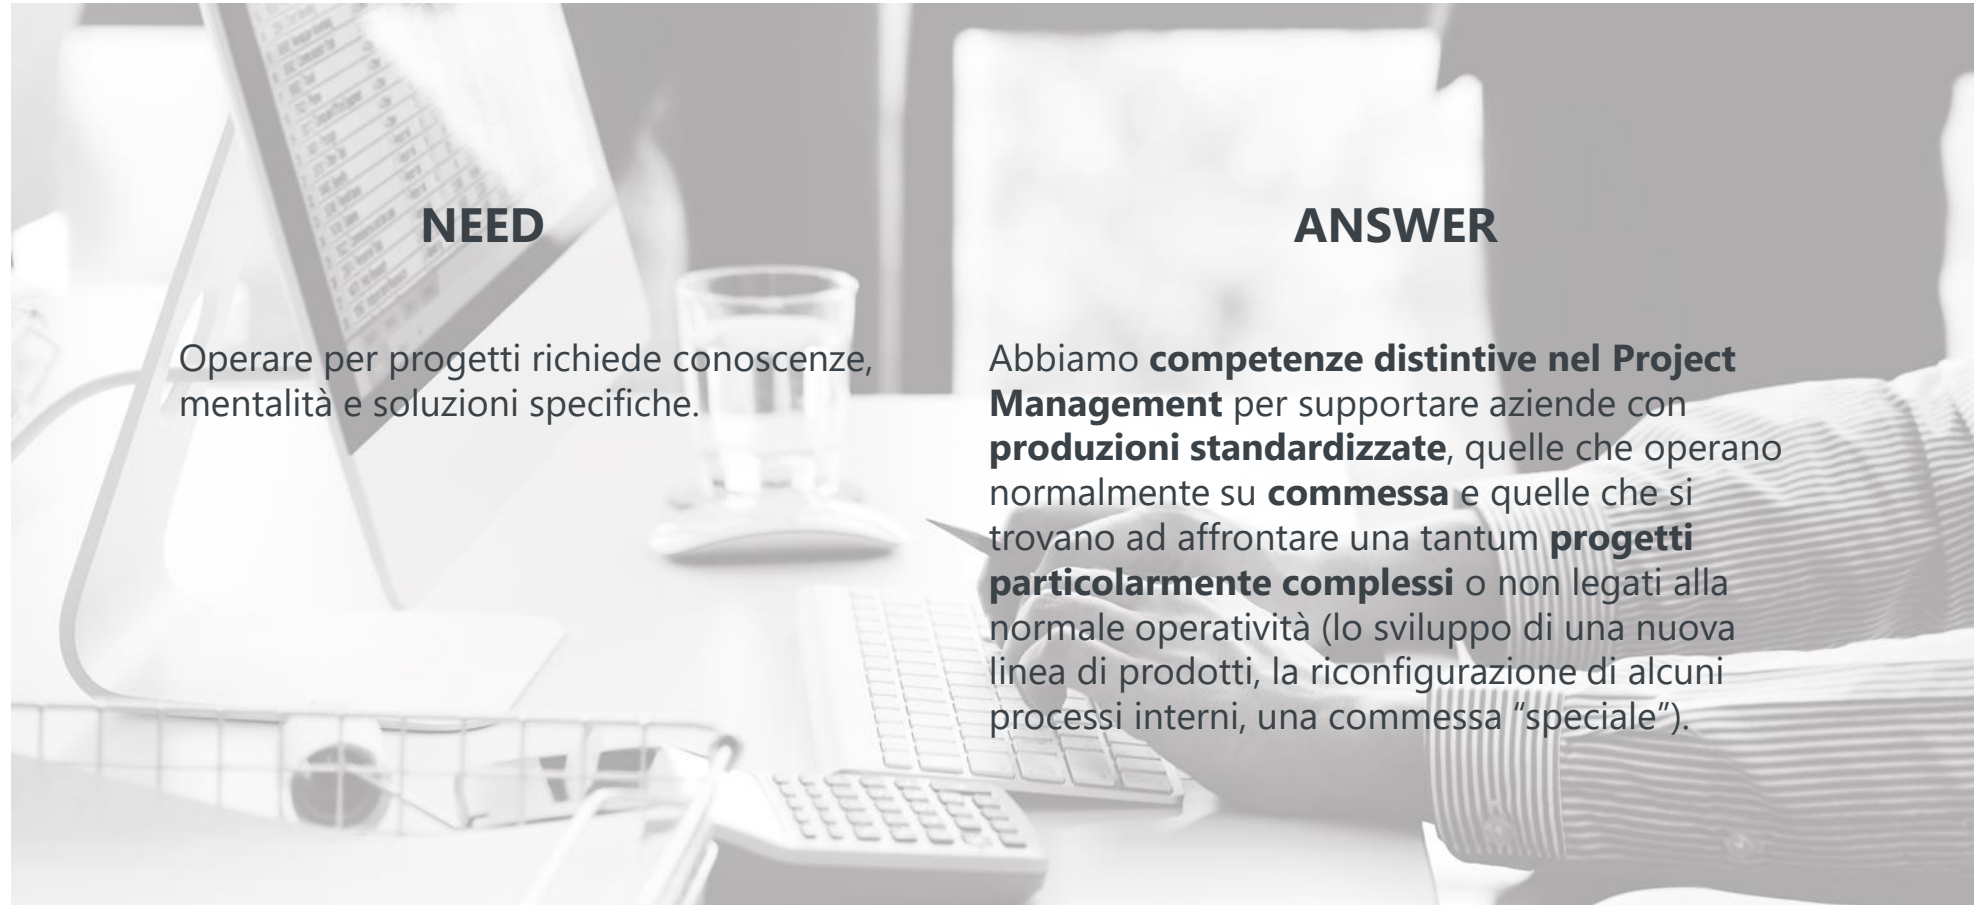 NEED
Operare per progetti richiede conoscenze,
mentalità e soluzioni specifiche.
ANSWER
Abbiamo competenze distintive nel Project
Management per supportare aziende con
produzioni standardizzate, quelle che operano
normalmente su commessa e quelle che si
trovano ad affrontare una tantum progetti
particolarmente complessi o non legati alla
normale operatività (lo sviluppo di una nuova
linea di prodotti, la riconfigurazione di alcuni
processi interni, una commessa “speciale”).